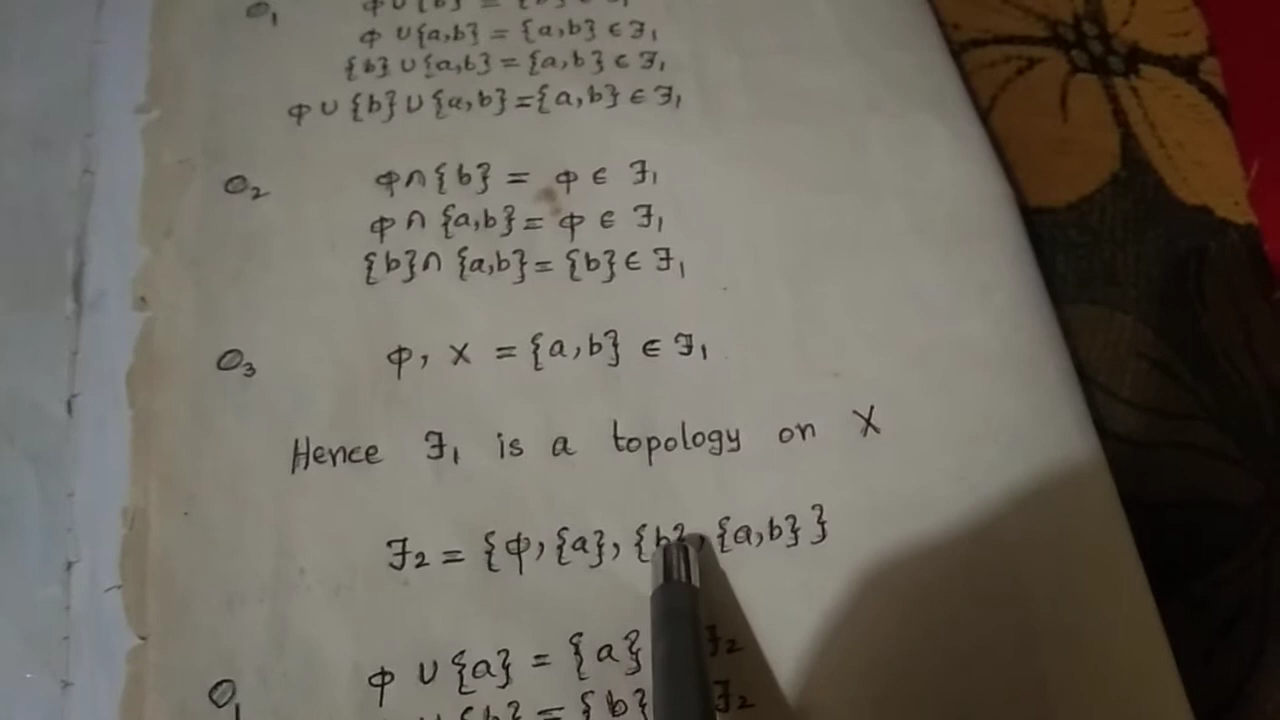 O₁ φ∪{b} = {b} ∈ ℑ₁
φ ∪{a,b} = {a,b} ∈ ℑ₁
{b} ∪{a,b} = {a,b} ∈ ℑ₁
φ ∪ {b} ∪ {a,b} = {a,b} ∈ ℑ₁
O₂ φ∩{b} = φ ∈ ℑ₁
φ ∩ {a,b} = φ ∈ ℑ₁
{b}∩ {a,b} = {b} ∈ ℑ₁
O₃ φ, X = {a,b} ∈ ℑ₁
Hence ℑ₁ is a topology on X
ℑ₂ = {φ, {a}, {b}, {a,b}}
O₁ φ ∪ {a} = {a} ℑ₂
∪ {b} = {b} ℑ₂